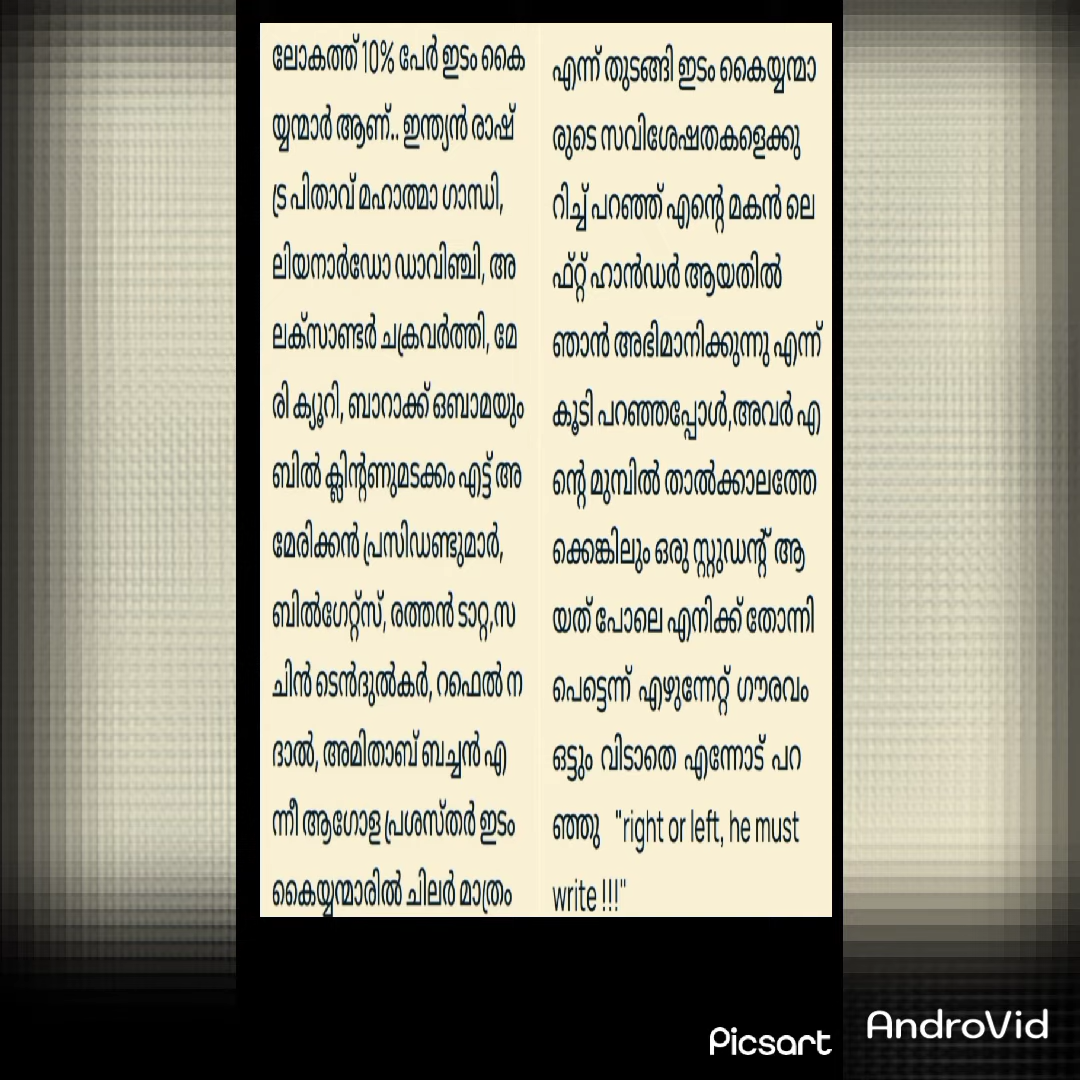 ലോകത്ത് 10% പേർ ഇടം കൈ
യ്യന്മാർ ആണ്.. ഇന്ത്യൻ രാഷ്
ട്ര പിതാവ് മഹാത്മാ ഗാന്ധി,
ലിയനാർഡോ ഡാവിഞ്ചി, അ
ലക്സാണ്ടർ ചക്രവർത്തി, മേ
രി ക്യൂറി, ബാറാക്ക് ഒബാമയും
ബിൽ ക്ലിന്റണുമടക്കം എട്ട് അ
മേരിക്കൻ പ്രസിഡണ്ടുമാർ,
ബിൽഗേറ്റ്സ്, രത്തൻ ടാറ്റ,സ
ചിൻ ടെൻദുൽകർ, റഫെൽ ന
ദാൽ, അമിതാബ് ബച്ചൻ എ
ന്നീ ആഗോള പ്രശസ്തർ ഇടം
കൈയ്യന്മാരിൽ ചിലർ മാത്രം
എന്ന് തുടങ്ങി ഇടം കൈയ്യന്മാ
രുടെ സവിശേഷതകളെക്കു
റിച്ച് പറഞ്ഞ് എന്റെ മകൻ ലെ
ഫ്റ്റ് ഹാൻഡർ ആയതിൽ
ഞാൻ അഭിമാനിക്കുന്നു എന്ന്
കൂടി പറഞ്ഞപ്പോൾ,അവർ എ
ന്റെ മുമ്പിൽ താൽക്കാലത്തേ
ക്കെങ്കിലും ഒരു സ്റ്റുഡന്റ് ആ
യത് പോലെ എനിക്ക് തോന്നി
പെട്ടെന്ന് എഴുന്നേറ്റ് ഗൗരവം
ഒട്ടും വിടാതെ എന്നോട് പറ
ഞ്ഞു "right or left, he must
write !!!"
Picsart
AndroVid